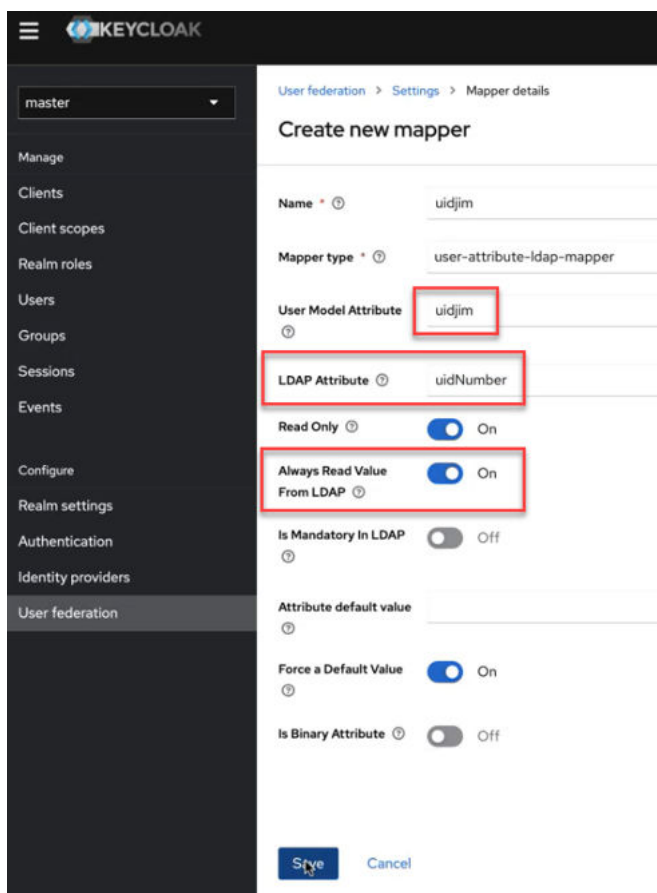 KEYCLOAK
master
Manage
Clients
Client scopes
Realm roles
Users
Groups
Sessions
Events
Configure
Realm settings
Authentication
Identity providers
User federation
User federation > Settings > Mapper details
Create new mapper
Name * uidjim
Mapper type * user-attribute-ldap-mapper
User Model Attribute uidjim
LDAP Attribute uidNumber
Read Only On
Always Read Value On
From LDAP
Is Mandatory In LDAP Off
Attribute default value
Force a Default Value On
Is Binary Attribute Off
Save Cancel